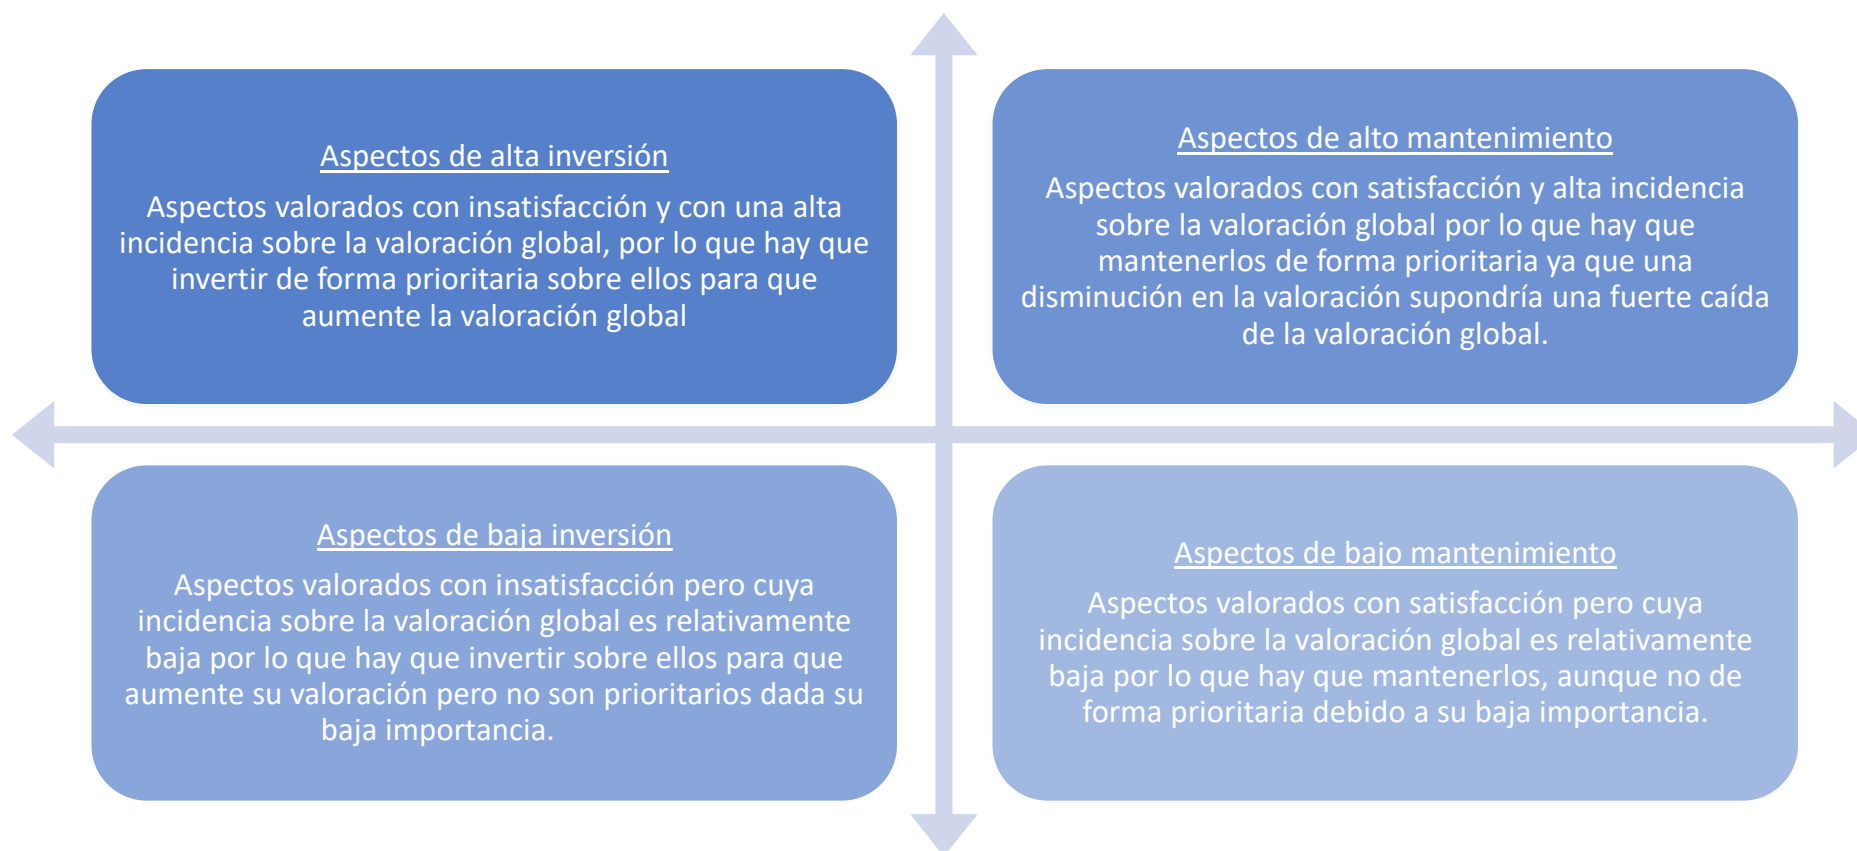 Aspectos de alta inversión
Aspectos valorados con insatisfacción y con una alta
incidencia sobre la valoración global, por lo que hay que
invertir de forma prioritaria sobre ellos para que
aumente la valoración global
Aspectos de alto mantenimiento
Aspectos valorados con satisfacción y alta incidencia
sobre la valoración global por lo que hay que
mantenerlos de forma prioritaria ya que una
disminución en la valoración supondría una fuerte caída
de la valoración global.
Aspectos de baja inversión
Aspectos valorados con insatisfacción pero cuya
incidencia sobre la valoración global es relativamente
baja por lo que hay que invertir sobre ellos para que
aumente su valoración pero no son prioritarios dada su
baja importancia.
Aspectos de bajo mantenimiento
Aspectos valorados con satisfacción pero cuya
incidencia sobre la valoración global es relativamente
baja por lo que hay que mantenerlos, aunque no de
forma prioritaria debido a su baja importancia.